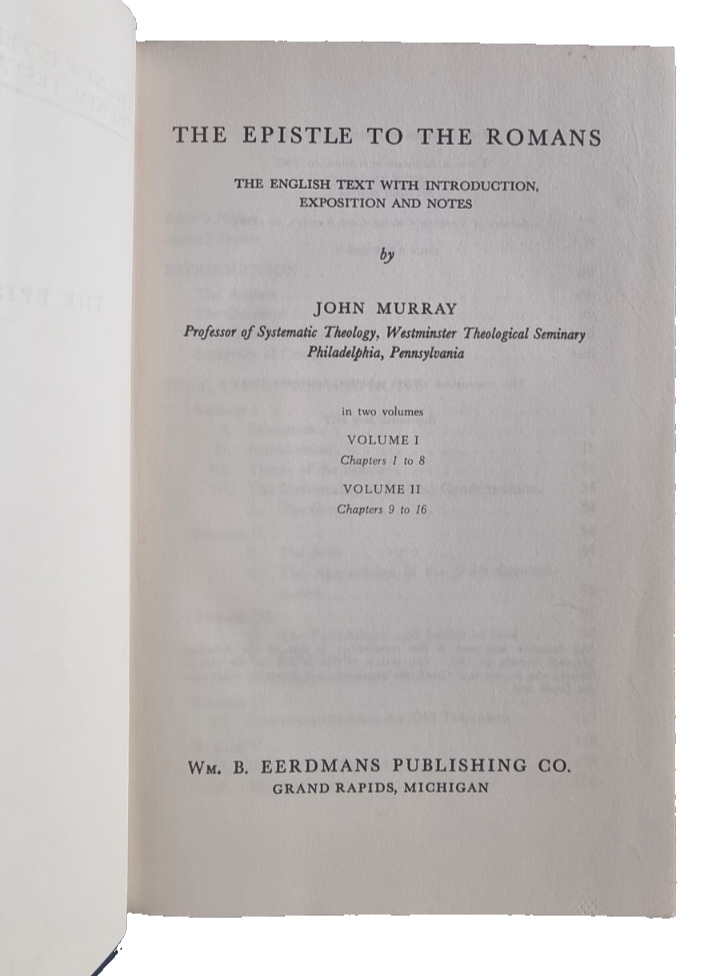 THE EPISTLE TO THE ROMANS
THE ENGLISH TEXT WITH INTRODUCTION,
EXPOSITION AND NOTES
by
JOHN MURRAY
Professor of Systematic Theology, Westminster Theological Seminary
Philadelphia, Pennsylvania
in two volumes
VOLUME I
Chapters 1 to 8
VOLUME II
Chapters 9 to 16
WM. B. EERDMANS PUBLISHING CO.
GRAND RAPIDS, MICHIGAN